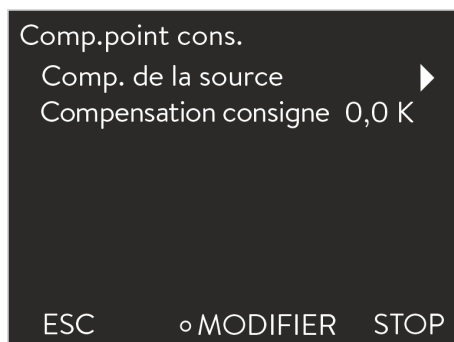 Comp.point cons.
Comp. de la source
Compensation consigne 0,0 K
ESC MODIFIER STOP